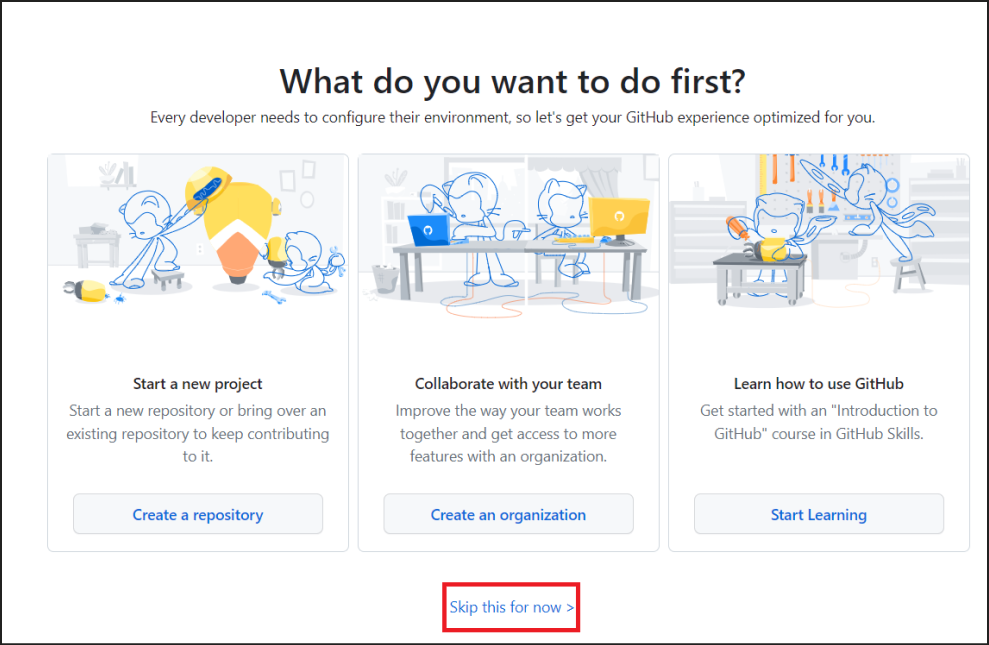 What do you want to do first?
Every developer needs to configure their environment, so let's get your GitHub experience optimized for you.
Start a new project
Start a new repository or bring over an
existing repository to keep contributing
to it.
Create a repository
Collaborate with your team
Improve the way your team works
together and get access to more
features with an organization.
Create an organization
Learn how to use GitHub
Get started with an "Introduction to
GitHub" course in GitHub Skills.
Start Learning
Skip this for now >